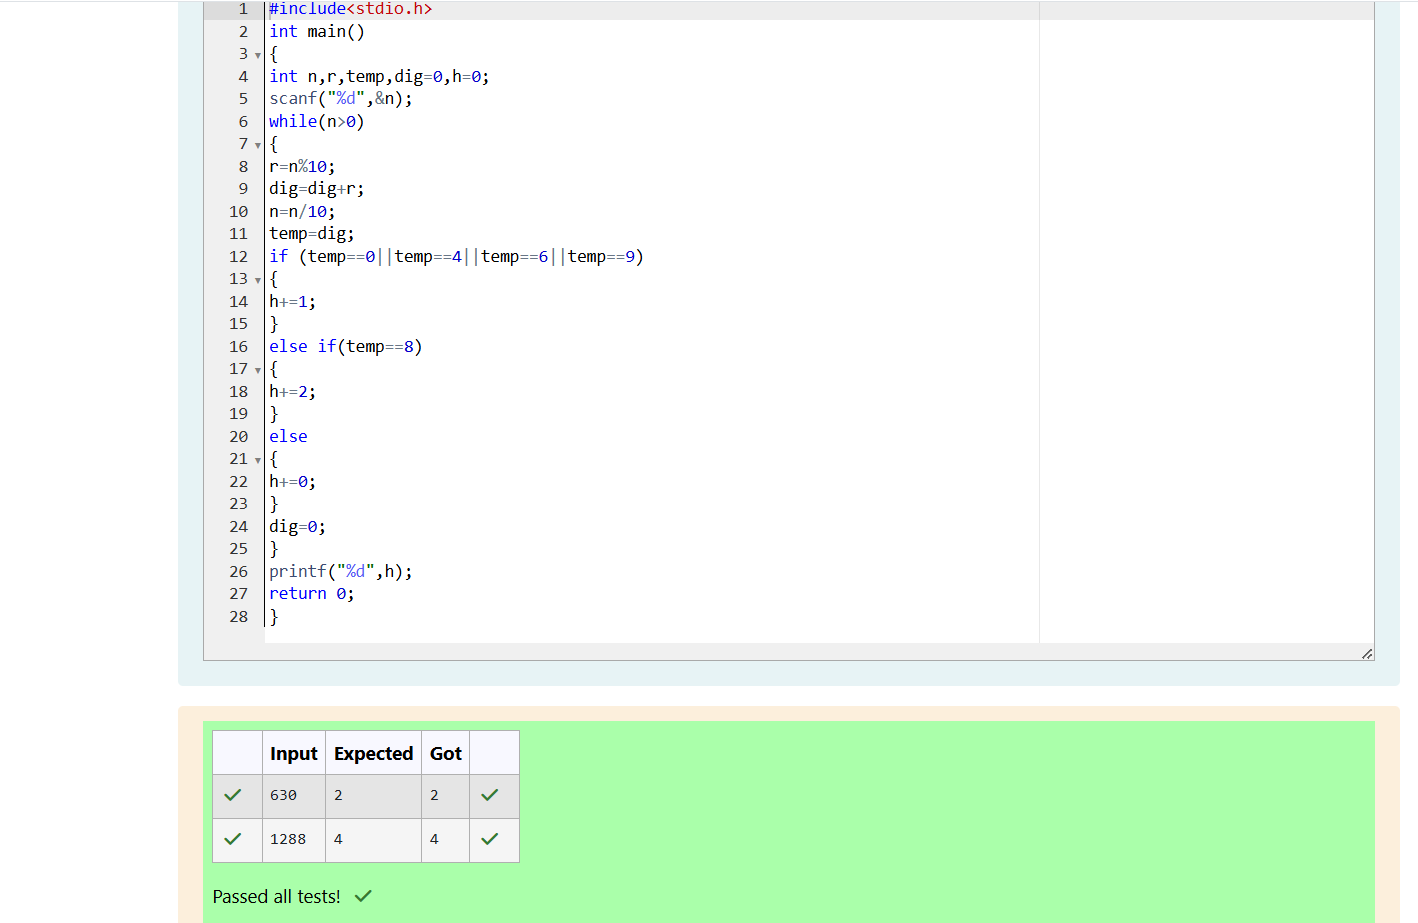 1 #include<stdio.h>
2 int main()
3 {
4 int n,r,temp,dig=0,h=0;
5 scanf("%d",&n);
6 while(n>0)
7 {
8 r=n%10;
9 dig=dig+r;
10 n=n/10;
11 temp=dig;
12 if (temp==0||temp==4||temp==6||temp==9)
13 {
14 h+=1;
15 }
16 else if(temp==8)
17 {
18 h+=2;
19 }
20 else
21 {
22 h+=0;
23 }
24 dig=0;
25 }
26 printf("%d",h);
27 return 0;
28 }
Input Expected Got
630 2 2
1288 4 4
Passed all tests!